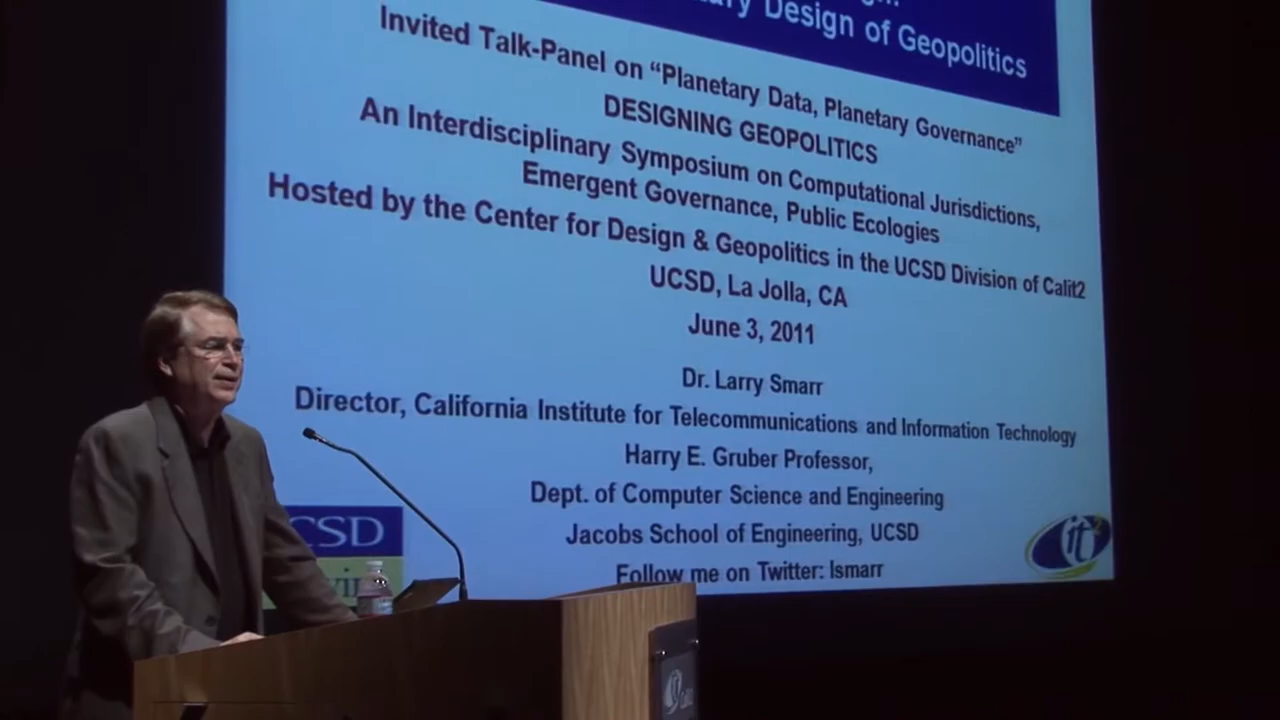 Design of Geopolitics
Invited Talk-Panel on “Planetary Data, Planetary Governance”
DESIGNING GEOPOLITICS
An Interdisciplinary Symposium on Computational Jurisdictions,
Emergent Governance, Public Ecologies
Hosted by the Center for Design & Geopolitics in the UCSD Division of Calit2
UCSD, La Jolla, CA
June 3, 2011
Dr. Larry Smarr
Director, California Institute for Telecommunications and Information Technology
Harry E. Gruber Professor,
Dept. of Computer Science and Engineering
Jacobs School of Engineering, UCSD
Follow me on Twitter: lsmarr
CSD
it2